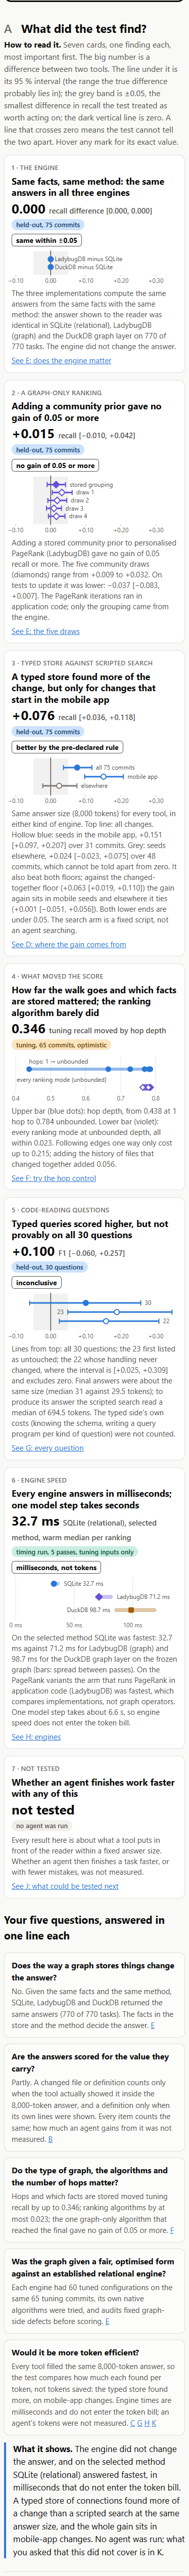 A What did the test find?
How to read it. Seven cards, one finding each,
most important first. The big number is a
difference between two tools. The line under it is
its 95 % interval (the range the true difference
probably lies in); the grey band is ±0.05, the
smallest difference in recall the test treated as
worth acting on; the dark vertical line is zero. A
line that crosses zero means the test cannot tell
the two apart. Hover any mark for its exact value.
1 · THE ENGINE
Same facts, same method: the same
answers in all three engines
0.000 recall difference [0.000, 0.000]
held-out, 75 commits
same within ±0.05
LadybugDB minus SQLite
DuckDB minus SQLite
−0.10 0.00 +0.10 +0.20 +0.30
The three implementations compute the same
answers from the same facts with the same
method: the answer shown to the reader was
identical in SQLite (relational), LadybugDB
(graph) and the DuckDB graph layer on 770 of
770 tasks. The engine did not change the answer.
See E: does the engine matter
2 · A GRAPH-ONLY RANKING
Adding a community prior gave no
gain of 0.05 or more
+0.015 recall [−0.010, +0.042]
held-out, 75 commits
no gain of 0.05 or more
stored grouping
draw 1
draw 2
draw 3
draw 4
−0.10 0.00 +0.10 +0.20 +0.30
Adding a stored community prior to personalised
PageRank (LadybugDB) gave no gain of 0.05 or
more recall. The five community draws
(diamonds) range from +0.009 to +0.032. On
tests to update it was lower: −0.037 [−0.083,
+0.007]. The PageRank iterations ran in
application code; only the grouping came from
the engine.
See E: the five draws
3 · TYPED STORE AGAINST SCRIPTED SEARCH
A typed store found more of the
change, but only for changes that
start in the mobile app
+0.076 recall [+0.036, +0.118]
held-out, 75 commits
better by the pre-declared rule
all 75 commits
mobile app
elsewhere
−0.10 0.00 +0.10 +0.20 +0.30
Same answer size (8,000 tokens) for every tool, in
either kind of engine. Top line: all changes.
Hollow blue: seeds in the mobile app, +0.151
[+0.097, +0.207] over 31 commits. Grey: seeds
elsewhere, +0.024 [−0.023, +0.075] over 48
commits, which could not be told apart from zero. It
also beat both floors; against the changed-
together floor (+0.063 [+0.019, +0.110]) the gain
again sits in mobile seeds and elsewhere it ties
(+0.001 [−0.051, +0.056]). Both lower ends are
under 0.05. The search arm is a fixed script, not
an agent searching.
See D: where the gain comes from
4 · WHAT MOVED THE SCORE
How far the walk goes and which facts
are stored mattered; the ranking
algorithm barely did
0.346 tuning recall moved by hop depth
tuning, 65 commits, optimistic
hops: 1 → unbounded
every ranking mode (unbounded)
0.4 0.5 0.6 0.7 0.8
Upper bar (blue dots): hop depth, from 0.438 at 1
hop to 0.784 unbounded. Lower bar (violet):
every ranking mode at unbounded depth, all
within 0.023. Following edges one way only cost
up to 0.215; adding the history of files that
changed together added 0.056.
See F: try the hop control
5 · CODE-READING QUESTIONS
Typed queries scored higher, but not
provably on all 30 questions
+0.100 F1 [−0.060, +0.257]
held-out, 30 questions
inconclusive
30
23
22
−0.10 0.00 +0.10 +0.20 +0.30
Lines from top: all 30 questions; the 23 first listed
as untouched; the 22 whose handling never
changed, where the interval is [+0.025, +0.309]
and excludes zero. Final answers were about the
same size (median 31 against 29.5 tokens); to
produce its answer the scripted search read a
median of 694.5 tokens. The typed side's own
costs (knowing the schema, writing a query
program per kind of question) were not counted.
See G: every question
6 · ENGINE SPEED
Every engine answers in milliseconds;
one model step takes seconds
32.7 ms SQLite (relational), selected
method, warm median per ranking
timing run, 5 passes, tuning inputs only
milliseconds, not tokens
SQLite 32.7 ms
LadybugDB 71.2 ms
DuckDB 98.7 ms
0 ms 50 ms 100 ms
On the selected method SQLite was fastest: 32.7
ms against 71.2 ms for LadybugDB (graph) and
98.7 ms for the DuckDB graph layer on the frozen
graph (bars: spread between passes). On the
PageRank variants the arm that runs PageRank in
application code (LadybugDB) was fastest, which
compares implementations, not graph operators.
One model step takes about 6.6 s, so engine
speed does not enter the token bill.
See H: engines
7 · NOT TESTED
Whether an agent finishes work faster
with any of this
not tested
no agent was run
Every result here is about what a tool puts in
front of the reader within a fixed answer size.
Whether an agent then finishes a task faster, or
with fewer mistakes, was not measured.
See J: what could be tested next
Your five questions, answered in
one line each
Does the way a graph stores things change
the answer?
No. Given the same facts and the same method,
SQLite, LadybugDB and DuckDB returned the
same answers (770 of 770 tasks). The facts in the
store and the method decide the answer. E
Are the answers scored for the value they
carry?
Partly. A changed file or definition counts only
when the tool actually showed it inside the
8,000-token answer, and a definition only when
its own lines were shown. Every item counts the
same; how much an agent gains from it was not
measured. B
Do the type of graph, the algorithms and
the number of hops matter?
Hops and which facts are stored moved tuning
recall by up to 0.346; ranking algorithms by at
most 0.023; the one graph-only algorithm that
reached the final gave no gain of 0.05 or more. F
Was the graph given a fair, optimised form
against an established relational engine?
Each engine had 60 tuned configurations on the
same 65 tuning commits, its own native
algorithms were tried, and audits fixed graph-
side defects before scoring. E
Would it be more token efficient?
Every tool filled the same 8,000-token answer, so
the test compares how much each found per
token, not tokens saved: the typed store found
more, on mobile-app changes. Engine times are
milliseconds and do not enter the token bill; an
agent's tokens were not measured. C G H K
What it shows. The engine did not change
the answer, and on the selected method
SQLite (relational) answered fastest, in
milliseconds that do not enter the token bill.
A typed store of connections found more of
a change than a scripted search at the same
answer size, and the whole gain sits in
mobile-app changes. No agent was run; what
you asked that this did not cover is in K.